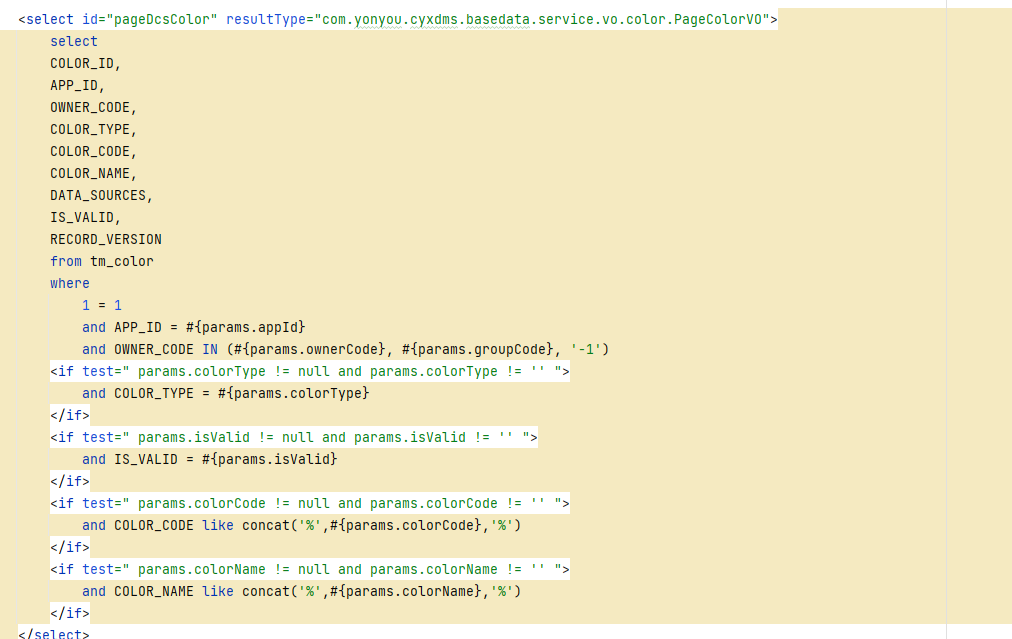 <select id="pageDcsColor" resultType="com.yonyou.cyxdms.basedata.service.vo.color.PageColorVO">
select
COLOR_ID,
APP_ID,
OWNER_CODE,
COLOR_TYPE,
COLOR_CODE,
COLOR_NAME,
DATA_SOURCES,
IS_VALID,
RECORD_VERSION
from tm_color
where
1 = 1
and APP_ID = #{params.appId}
and OWNER_CODE IN (#{params.ownerCode}, #{params.groupCode}, '-1')
<if test=" params.colorType != null and params.colorType != '' ">
and COLOR_TYPE = #{params.colorType}
</if>
<if test=" params.isValid != null and params.isValid != '' ">
and IS_VALID = #{params.isValid}
</if>
<if test=" params.colorCode != null and params.colorCode != '' ">
and COLOR_CODE like concat('%',#{params.colorCode},'%')
</if>
<if test=" params.colorName != null and params.colorName != '' ">
and COLOR_NAME like concat('%',#{params.colorName},'%')
</if>
</select>